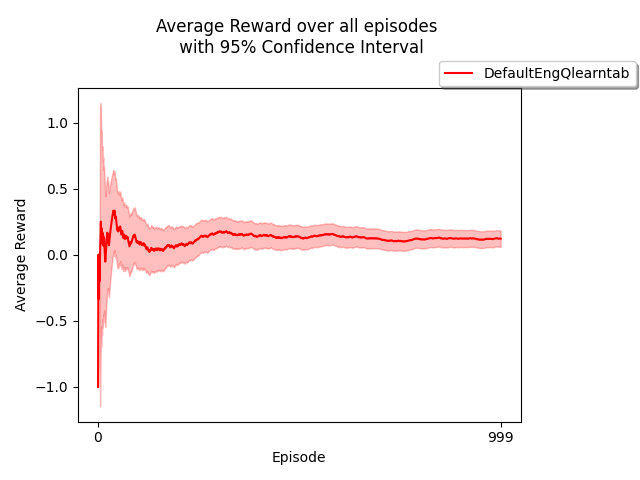 Average Reward over all episodes
with 95% Confidence Interval
DefaultEngQlearntab
1.0
0.5
0.0
−0.5
−1.0
Average Reward
0
999
Episode